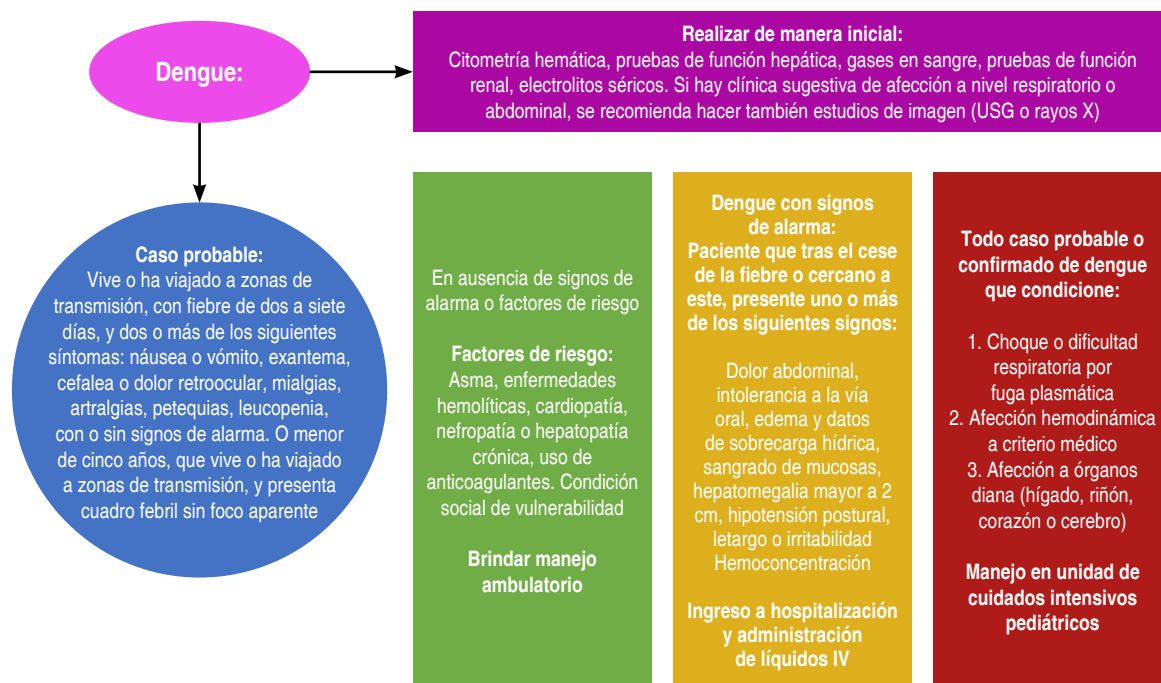 Dengue:
Realizar de manera inicial:
Citometría hemática, pruebas de función hepática, gases en sangre, pruebas de función
renal, electrolitos séricos. Si hay clínica sugestiva de afección a nivel respiratorio o
abdominal, se recomienda hacer también estudios de imagen (USG o rayos X)
Caso probable:
Vive o ha viajado a zonas de
transmisión, con fiebre de dos a siete
días, y dos o más de los siguientes
síntomas: náusea o vómito, exantema,
cefalea o dolor retroocular, mialgias,
artralgias, petequias, leucopenia,
con o sin signos de alarma. O menor
de cinco años, que vive o ha viajado
a zonas de transmisión, y presenta
cuadro febril sin foco aparente
En ausencia de signos de
alarma o factores de riesgo
Factores de riesgo:
Asma, enfermedades
hemolíticas, cardiopatía,
nefropatía o hepatopatía
crónica, uso de
anticoagulantes. Condición
social de vulnerabilidad
Brindar manejo
ambulatorio
Dengue con signos
de alarma:
Paciente que tras el cese
de la fiebre o cercano a
este, presente uno o más
de los siguientes signos:
Dolor abdominal,
intolerancia a la vía
oral, edema y datos
de sobrecarga hídrica,
sangrado de mucosas,
hepatomegalia mayor a 2
cm, hipotensión postural,
letargo o irritabilidad
Hemoconcentración
Ingreso a hospitalización
y administración
de líquidos IV
Todo caso probable o
confirmado de dengue
que condicione:
1. Choque o dificultad
respiratoria por
fuga plasmática
2. Afección hemodinámica
a criterio médico
3. Afección a órganos
diana (hígado, riñón,
corazón o cerebro)
Manejo en unidad de
cuidados intensivos
pediátricos